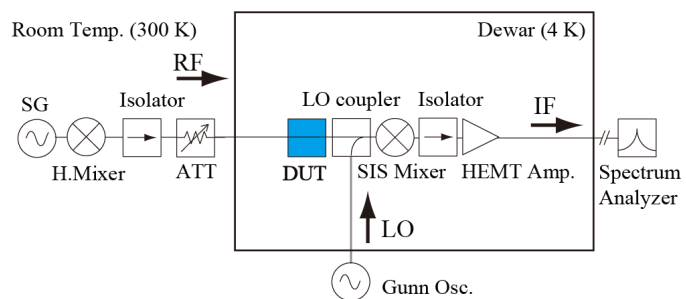 Room Temp. (300 K)
Dewar (4 K)
RF
SG
Isolator
LO coupler
Isolator
IF
H.Mixer
ATT
DUT
SIS Mixer
HEMT Amp.
Spectrum
Analyzer
LO
Gunn Osc.